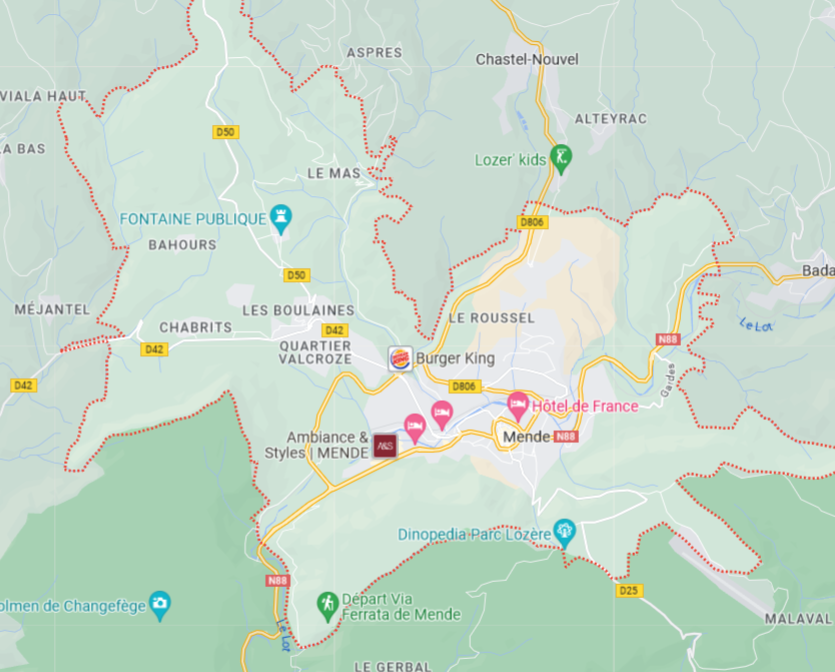 ASPRES
Chastel-Nouvel
VIALA HAUT
ALTEYRAC
D50
A BAS
Lozer' kids
LE MAS
FONTAINE PUBLIQUE
D806
BAHOURS
D50
Bada
MÉJANTEL
LES BOULAINES
LE ROUSSEL
Le Lot
CHABRITS
D42
N88
D42
QUARTIER
VALCROZE
BURGER KING
Burger King
D42
D806
Gardès
Hôtel de France
Ambiance &
Styles | MENDE
A&S
Mende
N88
Dinopedia Parc Lozère
N88
D25
olmen de Changefège
Départ Via
Ferrata de Mende
MALAVAL
Le Lot
LE GERBAL